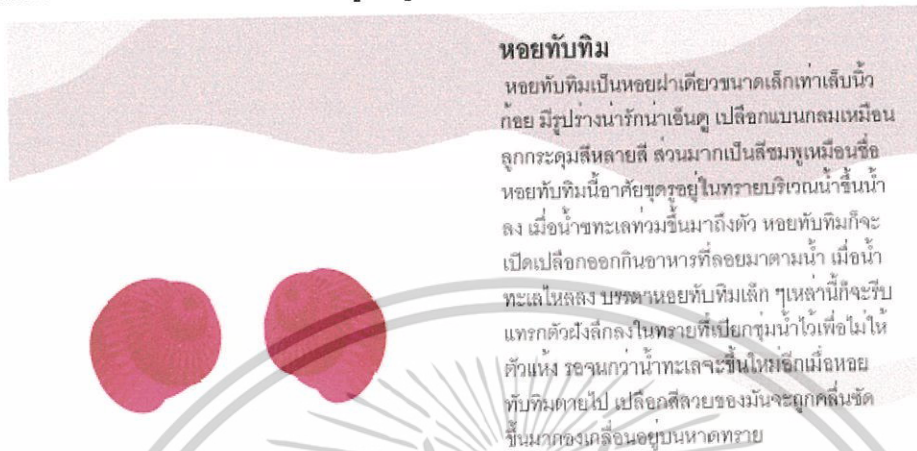 หอยทับทิม
หอยทับทิมเป็นหอยฝาเดียวขนาดเล็กเท่าเล็บนิ้ว
ก้อย มีรูปร่างน่ารักน่าเอ็นดู เปลือกแบนกลมเหมือน
ลูกกระดุมสีหลายสี ส่วนมากเป็นสีชมพูเหมือนชื่อ
หอยทับทิมนี้อาศัยขุดรูอยู่ในทรายบริเวณน้ำขึ้นน้ำ
ลง เมื่อน้ำขทะเลท่วมขึ้นมาถึงตัว หอยทับทิมก็จะ
เปิดเปลือกออกกินอาหารที่ลอยมาตามน้ำ เมื่อน้ำ
ทะเลไหลลง บรรดาหอยทับทิมเล็ก ๆเหล่านี้ก็จะรีบ
แทรกตัวฝังลึกลงในทรายที่เปียกชุ่มน้ำไว้เพื่อไม่ให้
ตัวแห้ง รอจนกว่าน้ำทะเลจะขึ้นใหม่อีกเมื่อหอย
ทับทิมตายไป เปลือกสีสวยของมันจะถูกคลื่นซัด
ขึ้นมากองเกลื่อนอยู่บนหาดทราย